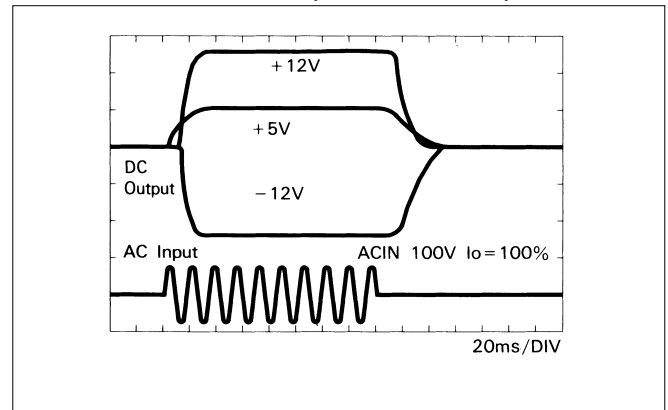 +12V
+5V
DC
Output
−12V
AC Input
ACIN 100V Io=100%
20ms/DIV